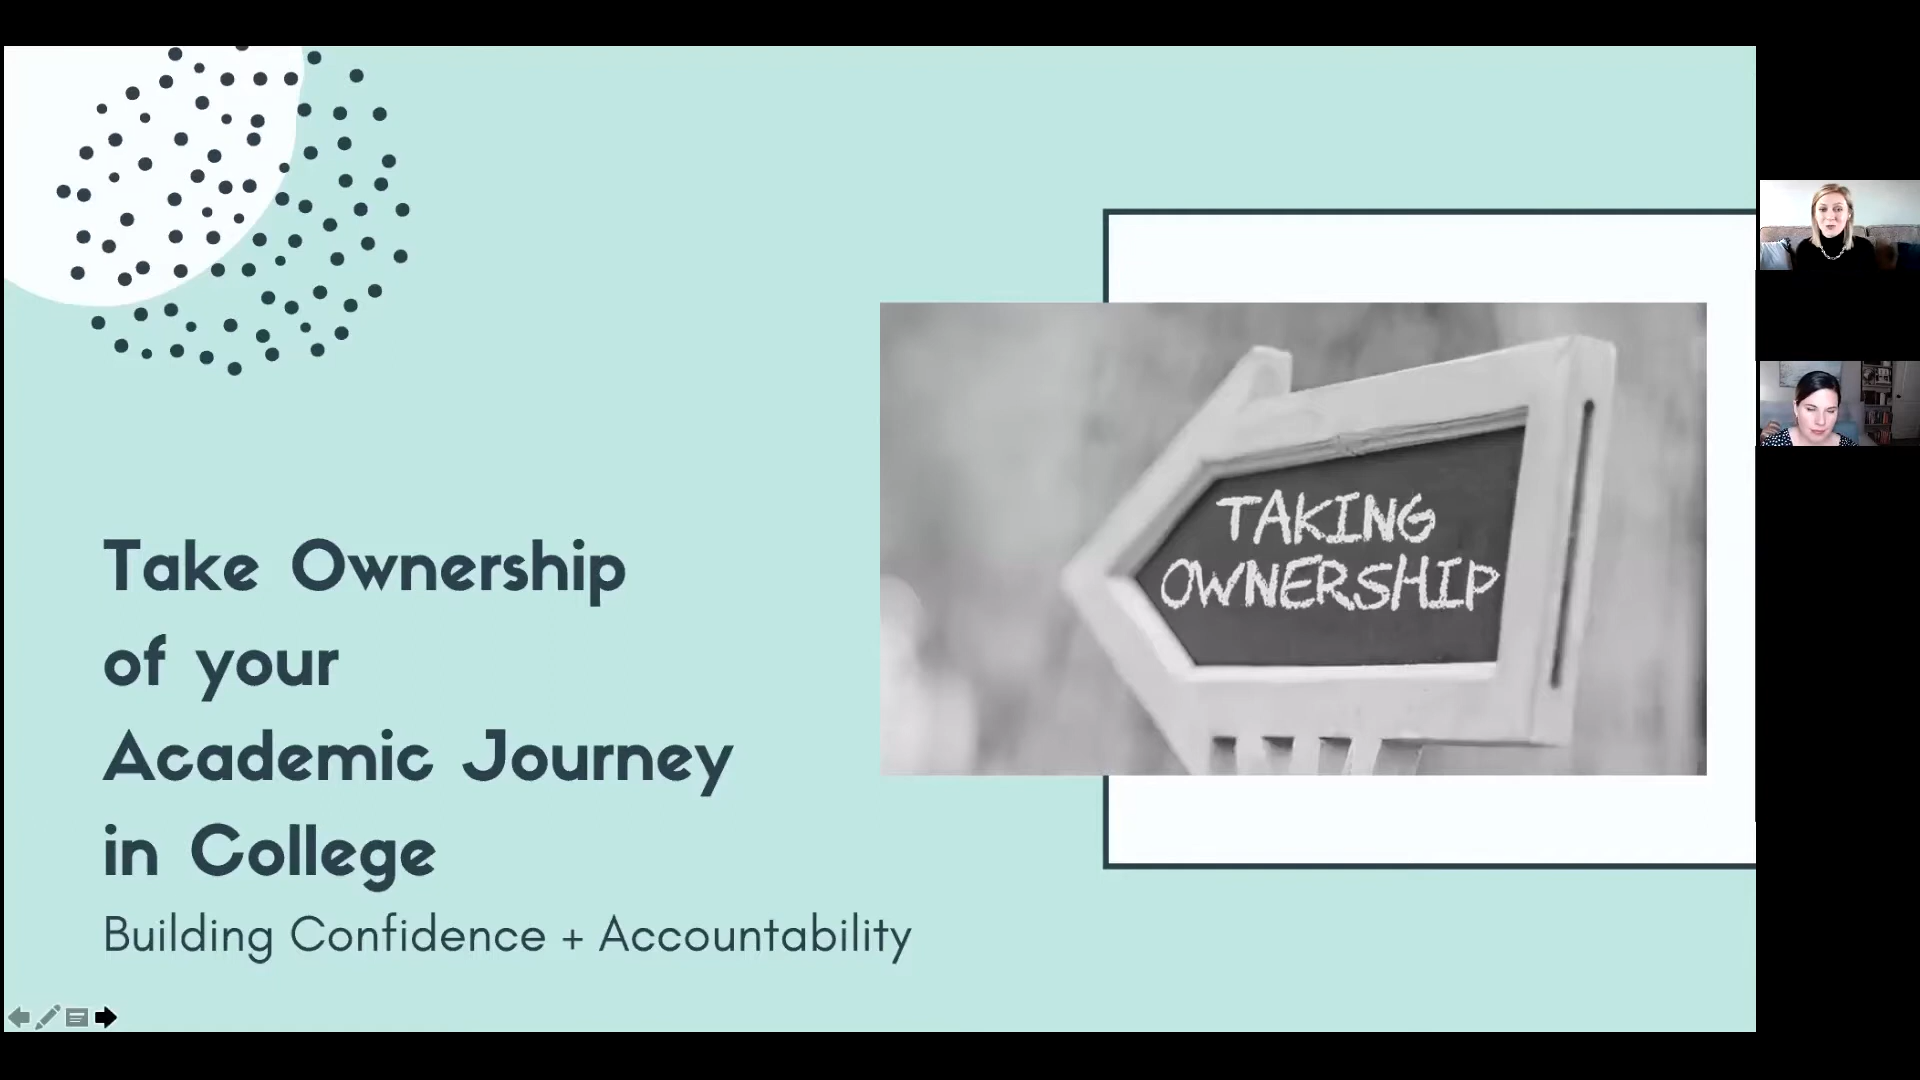 Take Ownership
of your
Academic Journey
in College
Building Confidence + Accountability
TAKING
OWNERSHIP